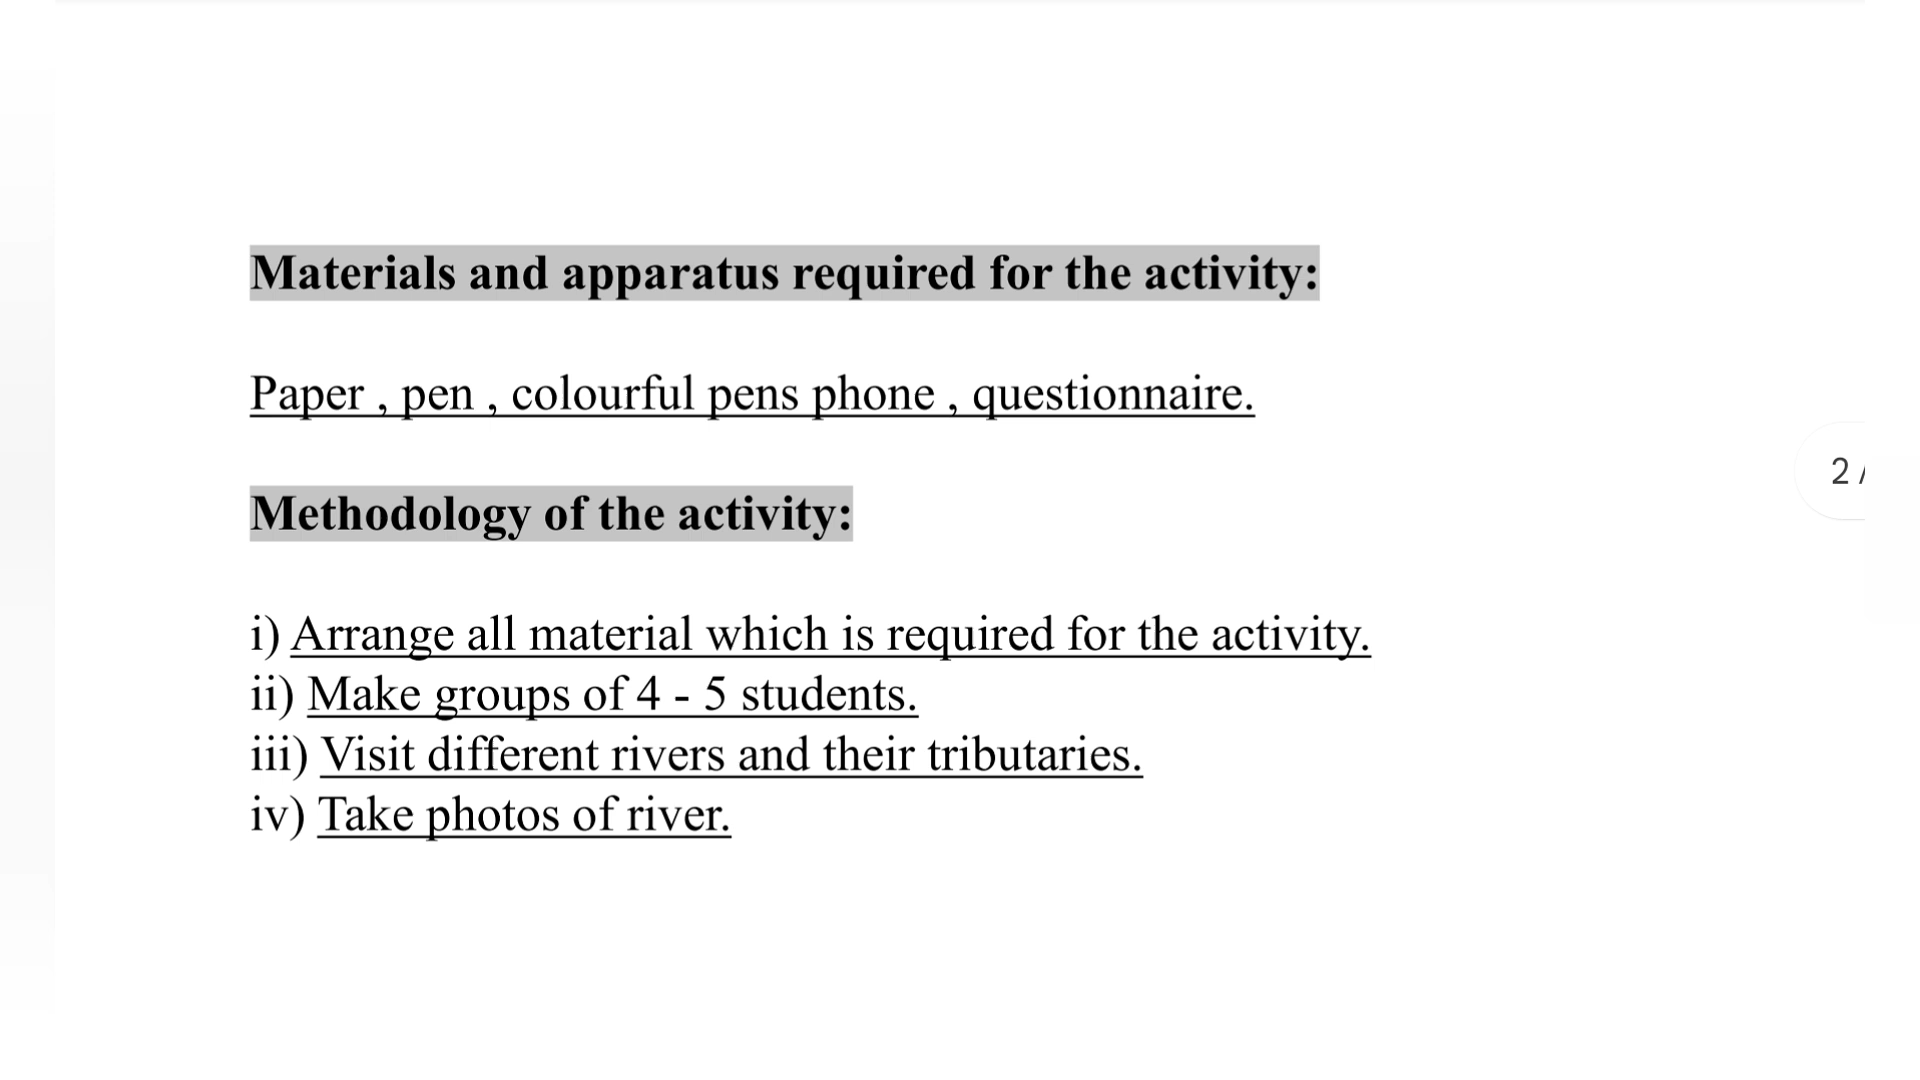 Materials and apparatus required for the activity:
Paper , pen , colourful pens phone , questionnaire.
Methodology of the activity:
2 /
i) Arrange all material which is required for the activity.
ii) Make groups of 4 - 5 students.
iii) Visit different rivers and their tributaries.
iv) Take photos of river.